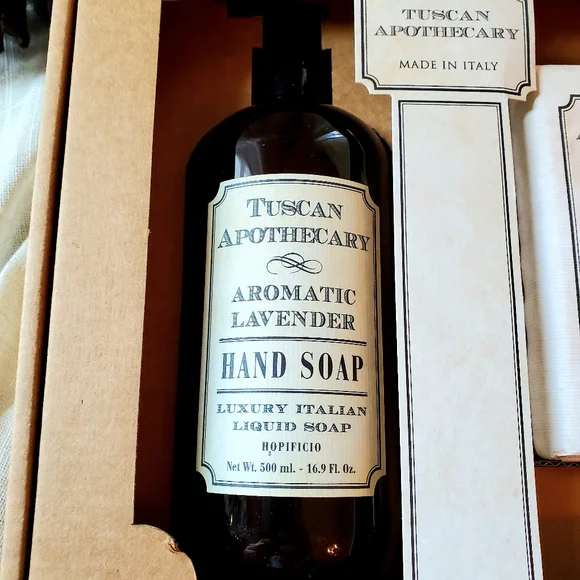 TUSCAN
APOTHECARY
AROMATIC
LAVENDER
HAND SOAP
LUXURY ITALIAN
LIQUID SOAP
H2OPIFICIO
Net Wt. 500 ml. - 16.9 Fl. Oz.
TUSCAN
APOTHECARY
MADE IN ITALY